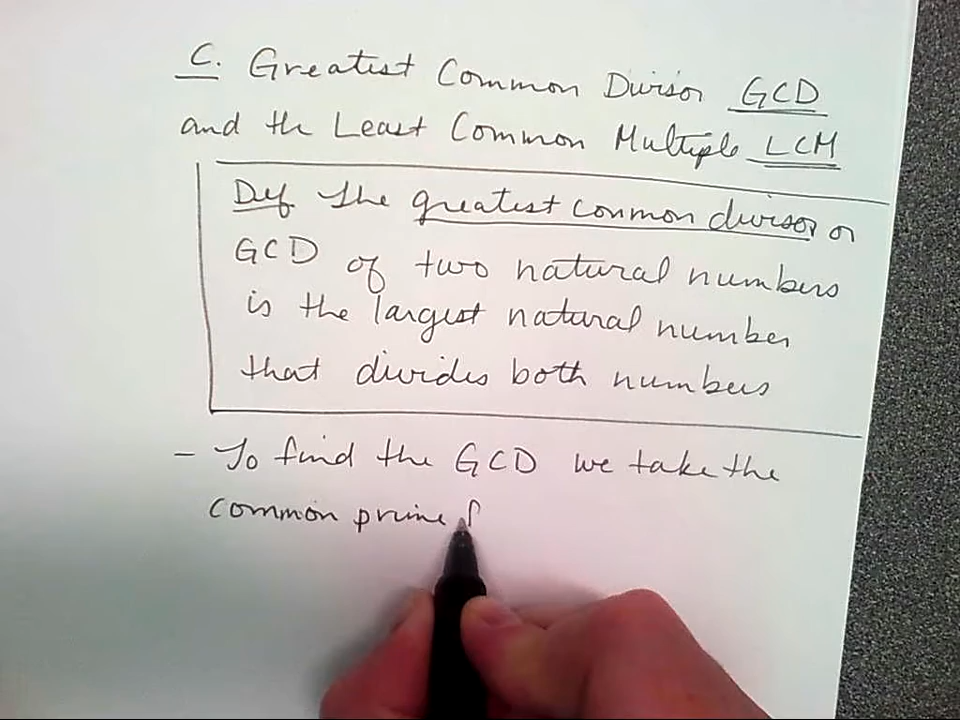 C. Greatest Common Divisor GCD
and the Least Common Multiple LCM
Def The greatest common divisor or
GCD of two natural numbers
is the largest natural number
that divides both numbers
- To find the GCD we take the
common prime f